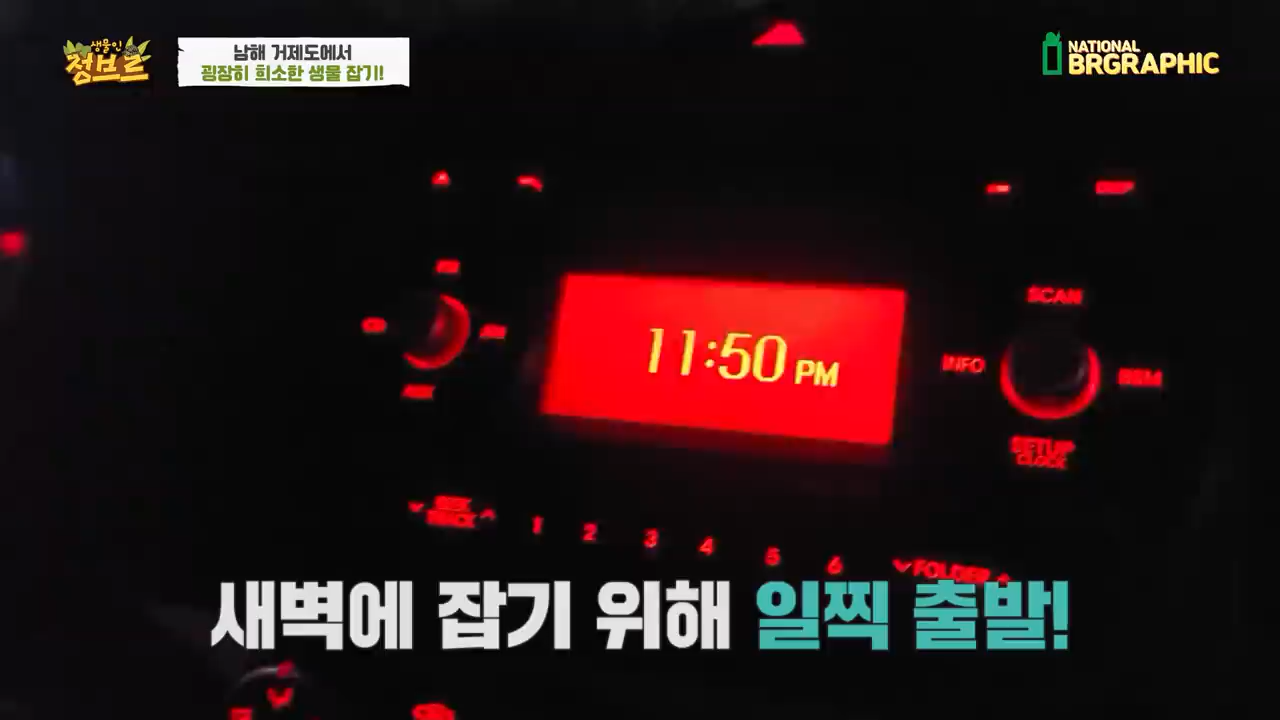 생물인
정브르
남해 거제도에서
굉장히 희소한 생물 잡기!
NATIONAL
BRGRAPHIC
SCAN
11:50 PM
INFO
SETUP
CLOCK
1 2 3 4 5 6 FOLDER
새벽에 잡기 위해 일찍 출발!